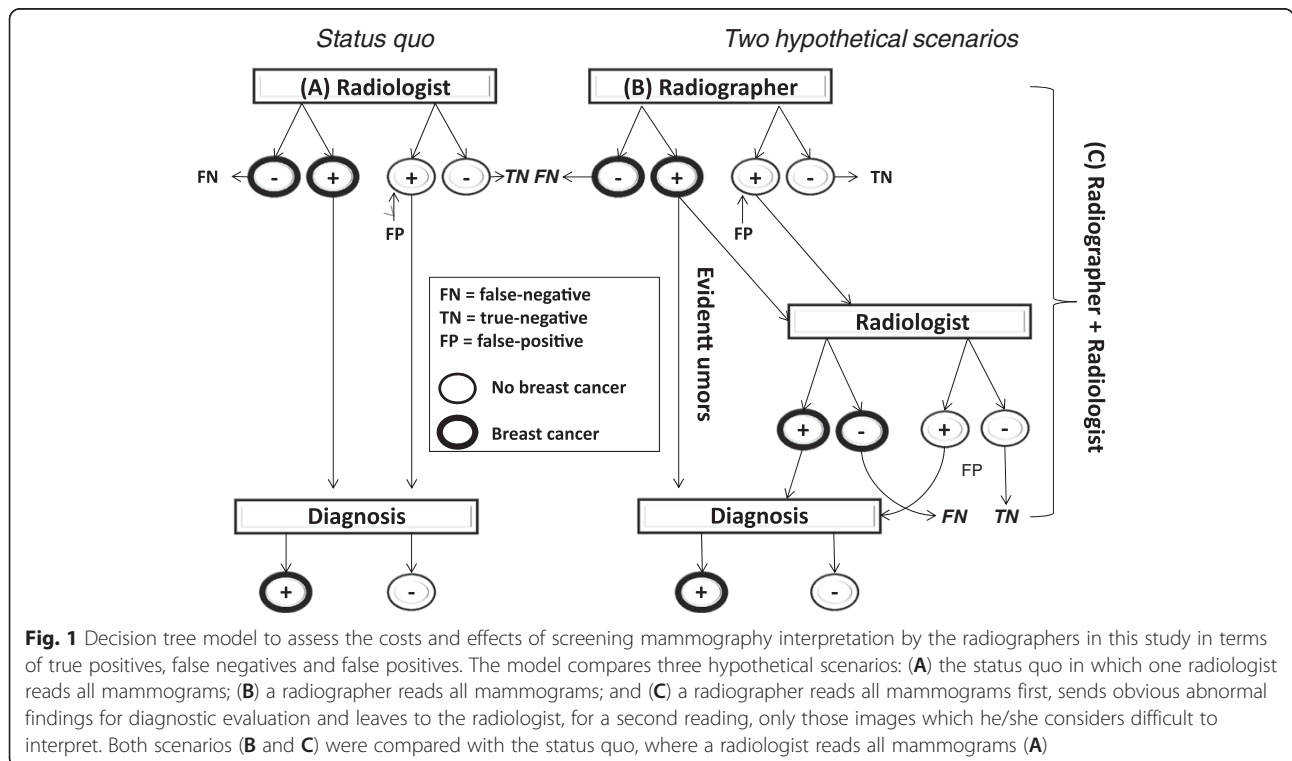 Status quo
Two hypothetical scenarios
(A) Radiologist
(B) Radiographer
FN - + + - TN FN - + + - TN
FP
FP
FN = false-negative
TN = true-negative
FP = false-positive
No breast cancer
Breast cancer
Evidentt umors
Radiologist
(C) Radiographer + Radiologist
+ - + -
FP
Diagnosis
Diagnosis
FN TN
+ -
+ -
Fig. 1 Decision tree model to assess the costs and effects of screening mammography interpretation by the radiographers in this study in terms
of true positives, false negatives and false positives. The model compares three hypothetical scenarios: (A) the status quo in which one radiologist
reads all mammograms; (B) a radiographer reads all mammograms; and (C) a radiographer reads all mammograms first, sends obvious abnormal
findings for diagnostic evaluation and leaves to the radiologist, for a second reading, only those images which he/she considers difficult to
interpret. Both scenarios (B and C) were compared with the status quo, where a radiologist reads all mammograms (A)